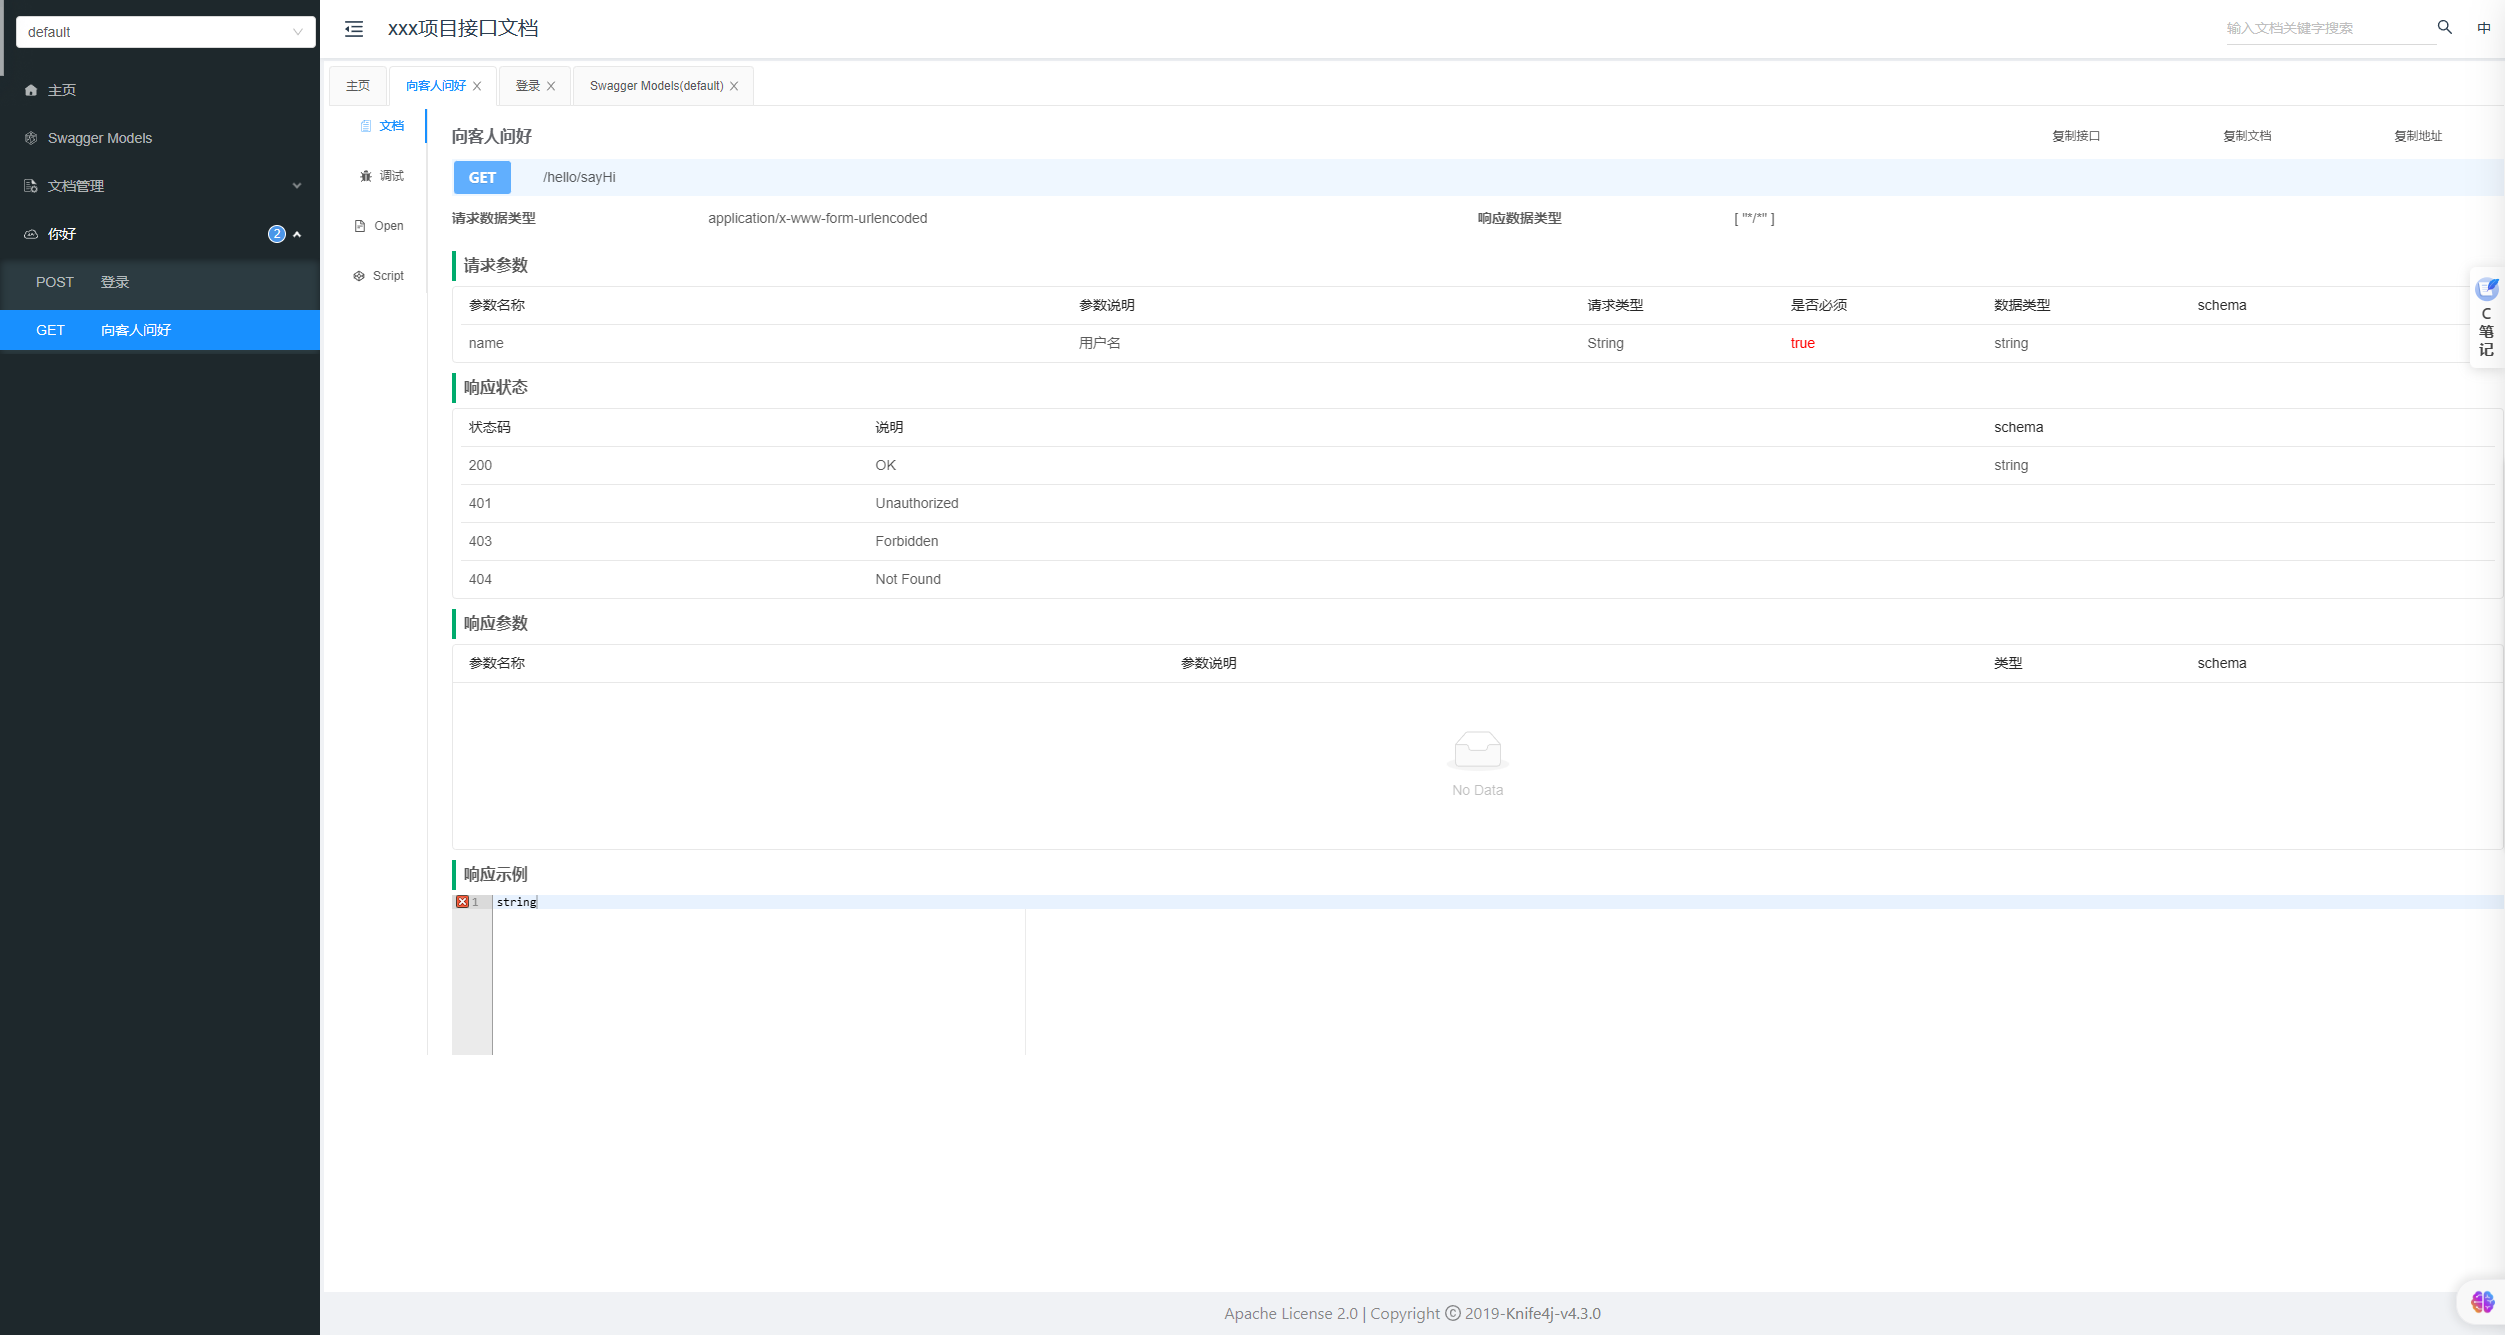 default
主页
Swagger Models
文档管理
你好 2
POST 登录
GET 向客人问好
xxx项目接口文档
输入文档关键字搜索
中
主页 向客人问好 登录 Swagger Models(default)
文档
调试
Open
Script
向客人问好 复制接口 复制文档 复制地址
GET /hello/sayHi
请求数据类型 application/x-www-form-urlencoded 响应数据类型 [ "*/*" ]
请求参数
参数名称 参数说明 请求类型 是否必须 数据类型 schema
name 用户名 String true string
响应状态
状态码 说明 schema
200 OK string
401 Unauthorized
403 Forbidden
404 Not Found
响应参数
参数名称 参数说明 类型 schema
No Data
响应示例
1 string
C
笔
记
Apache License 2.0 | Copyright © 2019-Knife4j-v4.3.0